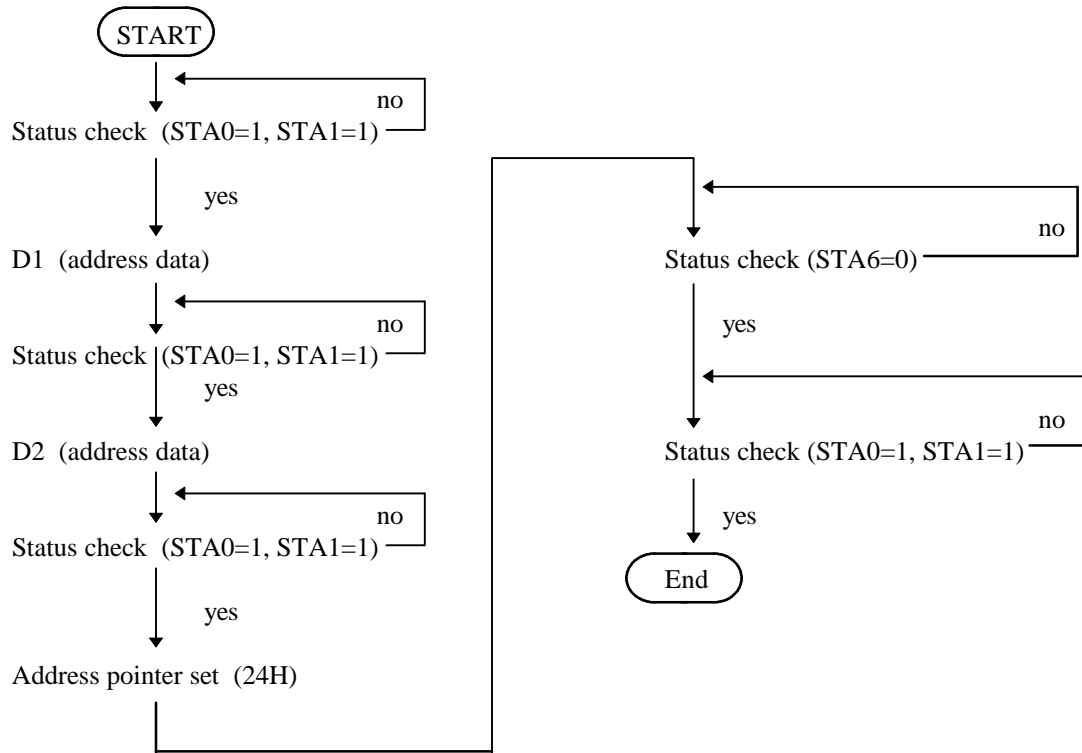 START
no
Status check (STA0=1, STA1=1)
yes
D1 (address data)
no
Status check (STA0=1, STA1=1)
yes
D2 (address data)
no
Status check (STA0=1, STA1=1)
yes
Address pointer set (24H)
no
Status check (STA6=0)
yes
no
Status check (STA0=1, STA1=1)
yes
End